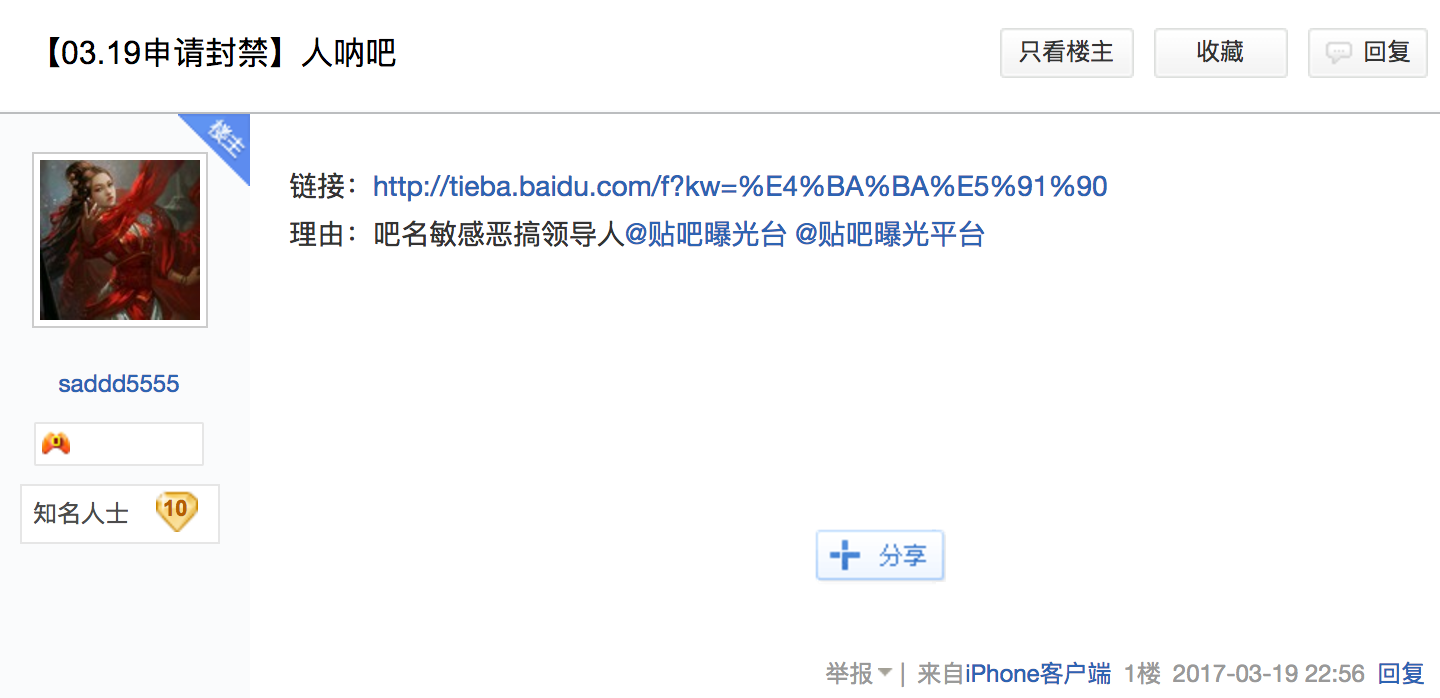 【03.19申请封禁】人呐吧
只看楼主
收藏
回复
楼主
链接：http://tieba.baidu.com/f?kw=%E4%BA%BA%E5%91%90
理由：吧名敏感恶搞领导人@贴吧曝光台 @贴吧曝光平台
saddd5555
知名人士 10
分享
举报 | 来自iPhone客户端 1楼 2017-03-19 22:56 回复